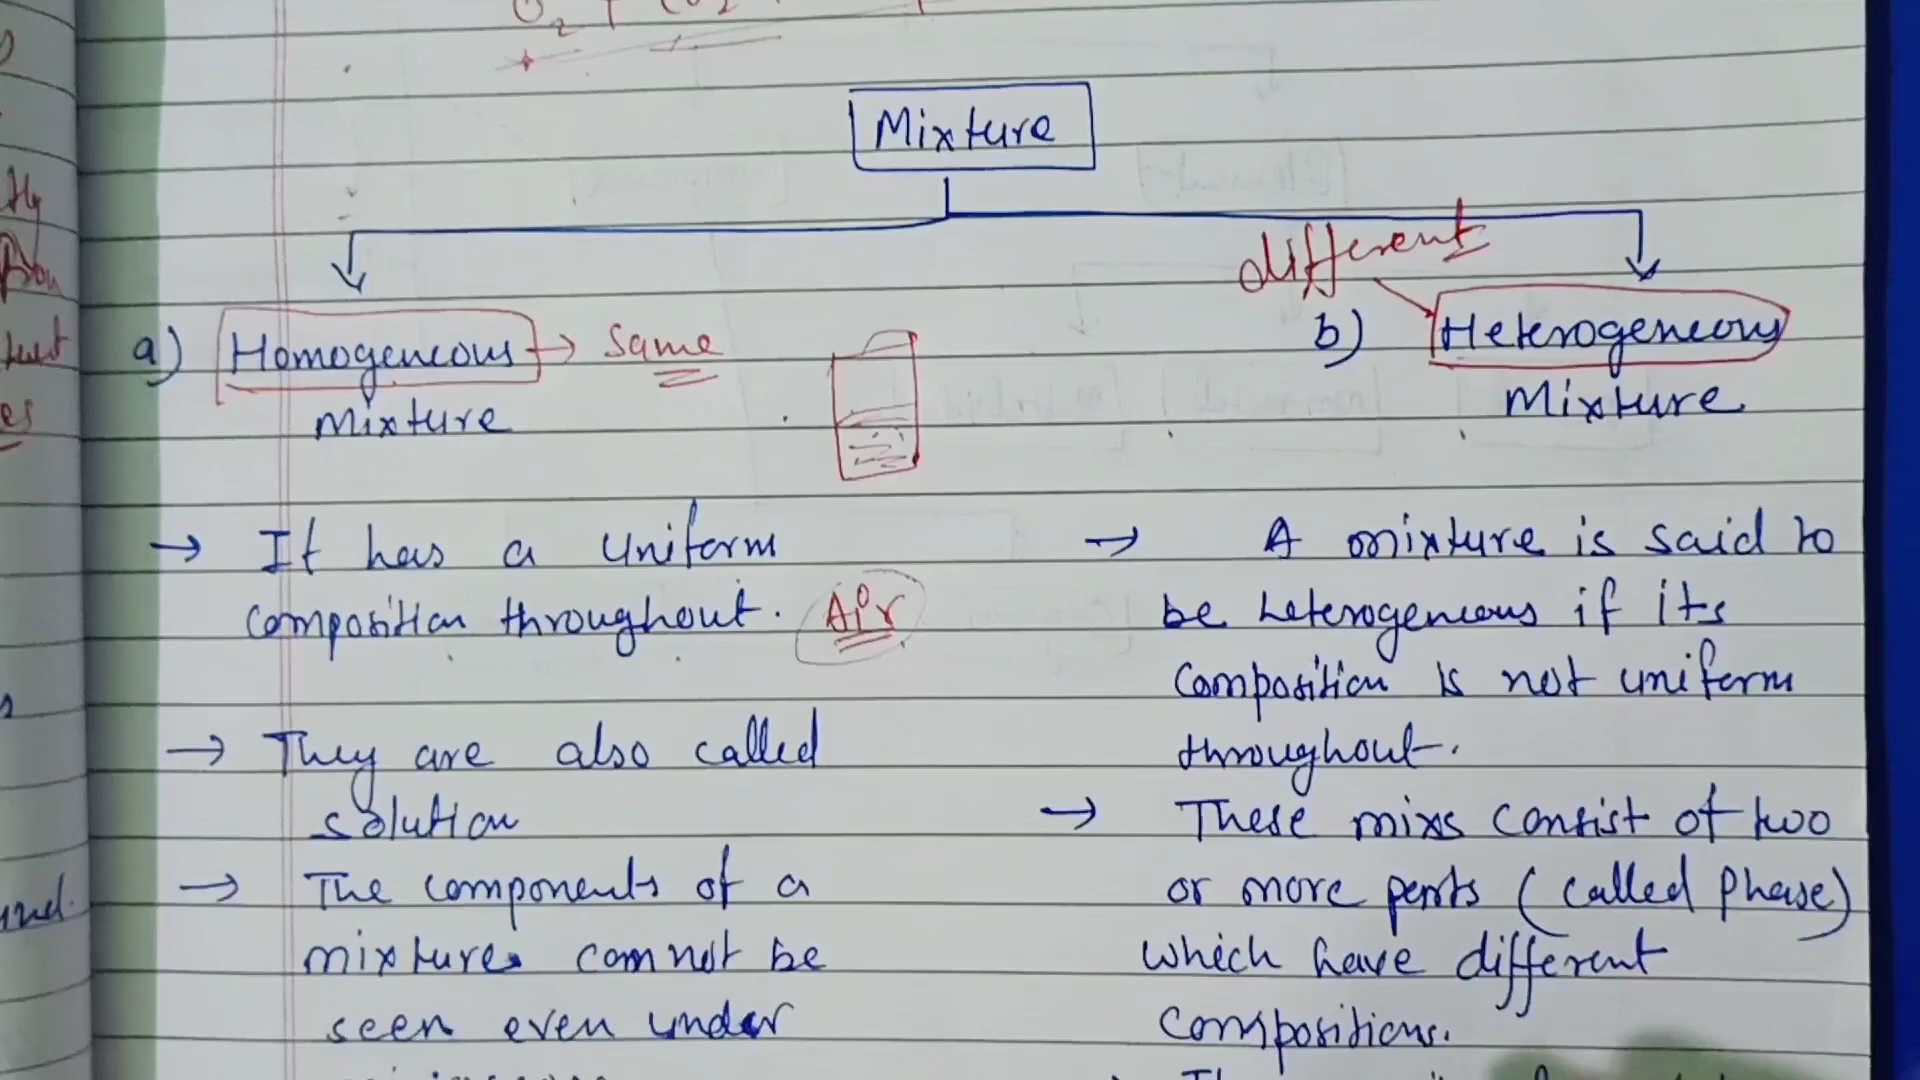 O2 + CO2
Mixture
different
a) Homogeneous → Same
mixture
b) Heterogeneous
Mixture
→ It has a uniform
composition throughout. Air
→ They are also called
solution
→ The components of a
mixture cannot be
seen even under
→ A mixture is said to
be heterogeneous if its
composition is not uniform
throughout.
→ These mixs consist of two
or more parts (called Phase)
which have different
compositions.